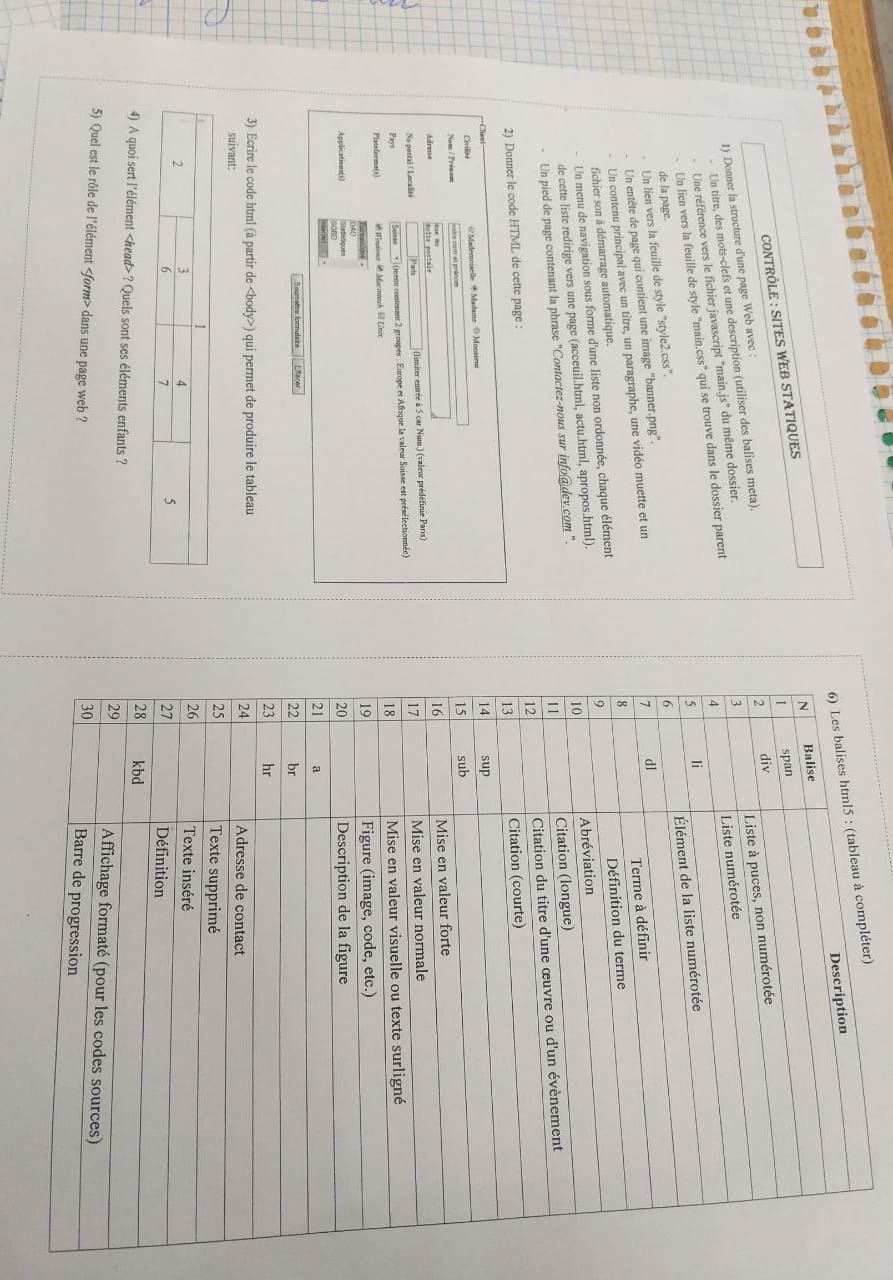 CONTRÔLE : SITES WEB STATIQUES
1) Donner la structure d'une page Web avec :
- Un titre, des mots-clefs et une description (utiliser des balises meta).
- Une référence vers le fichier javascript "main.js" du même dossier.
- Un lien vers la feuille de style "main.css" qui se trouve dans le dossier parent
de la page.
- Un lien vers la feuille de style "style2.css".
- Un entête de page qui contient une image "banner.png".
- Un contenu principal avec un titre, un paragraphe, une vidéo muette et un
fichier son à démarrage automatique.
- Un menu de navigation sous forme d'une liste non ordonnée, chaque élément
de cette liste redirige vers une page (acceuil.html, actu.html, apropos.html).
- Un pied de page contenant la phrase "Contactez-nous sur info@dev.com ".
2) Donner le code HTML de cette page :
Client
Civilité Mademoiselle Madame Monsieur
Nom / Prénom votre nom et prénom
Adresse Rue No
Boîte postale
No postal / Localité Paris (limiter entrée à 5 car Num.) (valeur prédéfinie Paris)
Pays Suisse (menu contenant 2 groupes : Europe et Afrique la valeur Suisse est présélectionnée)
Plateforme(s) Windows Macintosh Unix
Applications(s) Bureautique
DAO
Statistiques
SGBD
Internet
Soumettre formulaire Effacer
3) Ecrire le code html (à partir de <body>) qui permet de produire le tableau
suivant:
1
2 3 4 5
6 7
4) A quoi sert l'élément <head> ? Quels sont ses éléments enfants ?
5) Quel est le rôle de l'élément <form> dans une page web ?
6) Les balises html5 : (tableau à compléter)
N Balise Description
1 span
2 div
3 Liste à puces, non numérotée
4 Liste numérotée
5 li
6 Élément de la liste numérotée
7 dl
8 Terme à définir
9 Définition du terme
10 Abréviation
11 Citation (longue)
12 Citation du titre d'une œuvre ou d'un évènement
13 Citation (courte)
14 sup
15 sub
16 Mise en valeur forte
17 Mise en valeur normale
18 Mise en valeur visuelle ou texte surligné
19 Figure (image, code, etc.)
20 Description de la figure
21 a
22 br
23 hr
24 Adresse de contact
25 Texte supprimé
26 Texte inséré
27 Définition
28 kbd
29 Affichage formaté (pour les codes sources)
30 Barre de progression